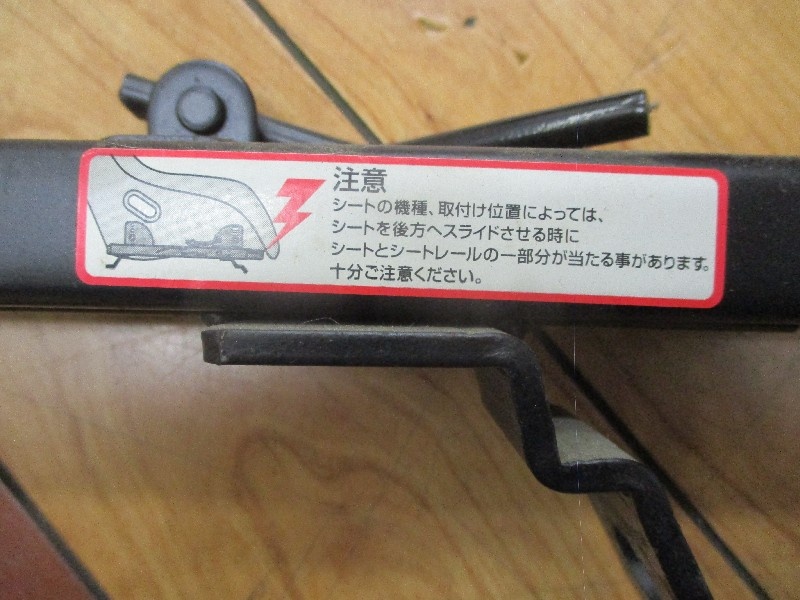 注意
シートの機種、取付け位置によっては、
シートを後方へスライドさせる時に
シートとシートレールの一部分が当たる事があります。
十分ご注意ください。